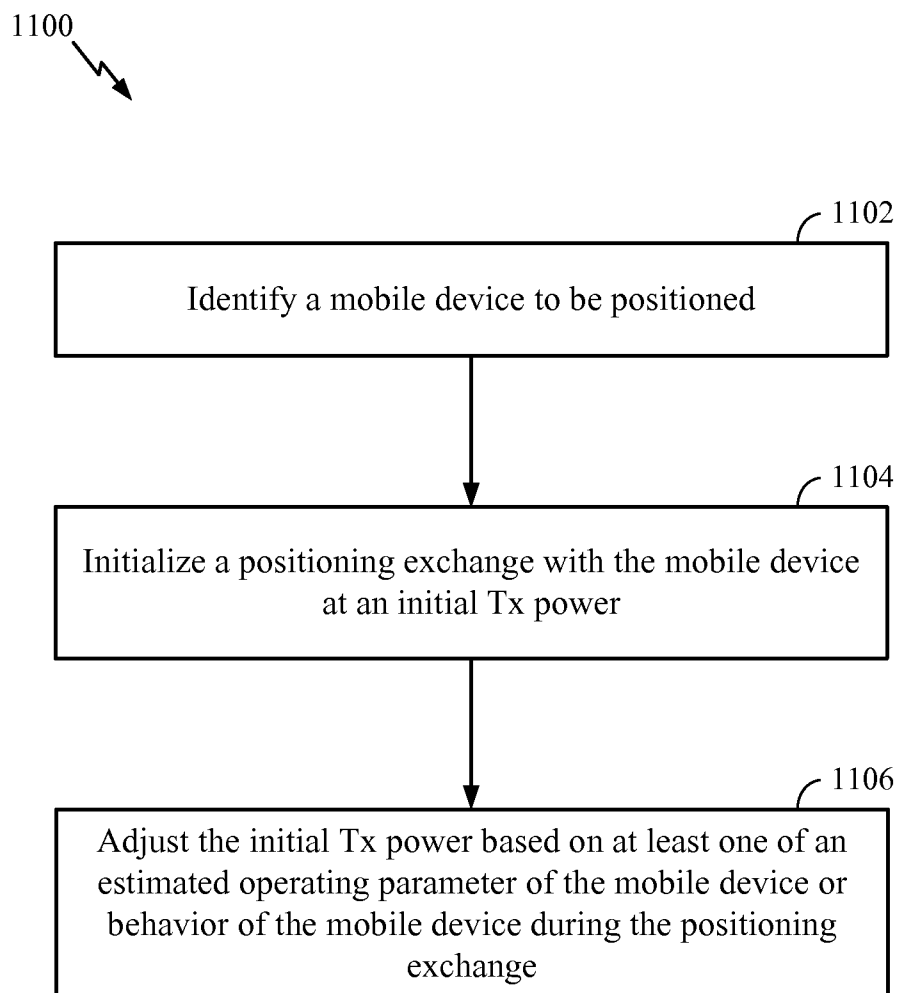 1100
1102
Identify a mobile device to be positioned
1104
Initialize a positioning exchange with the mobile device
at an initial Tx power
1106
Adjust the initial Tx power based on at least one of an
estimated operating parameter of the mobile device or
behavior of the mobile device during the positioning
exchange